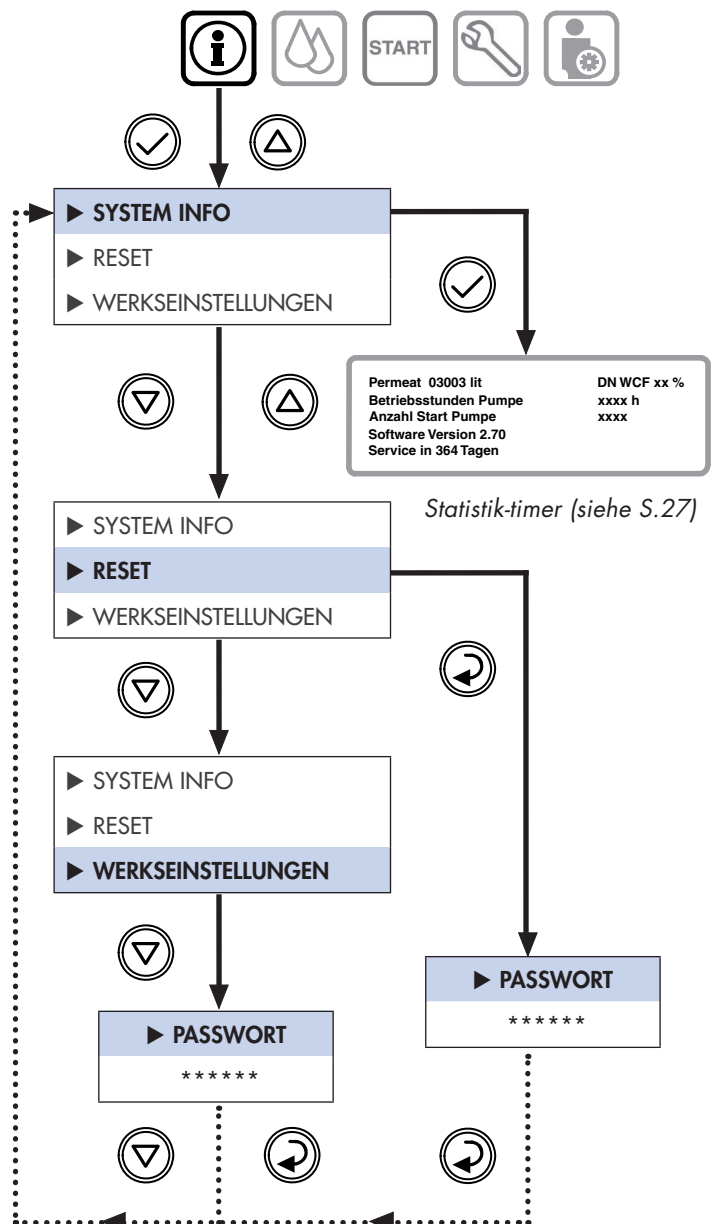 START
▶ SYSTEM INFO
▶ RESET
▶ WERKSEINSTELLUNGEN
Permeat 03003 lit DN WCF xx %
Betriebsstunden Pumpe xxxx h
Anzahl Start Pumpe xxxx
Software Version 2.70
Service in 364 Tagen
Statistik-timer (siehe S.27)
▶ SYSTEM INFO
▶ RESET
▶ WERKSEINSTELLUNGEN
▶ SYSTEM INFO
▶ RESET
▶ WERKSEINSTELLUNGEN
▶ PASSWORT
******
▶ PASSWORT
******